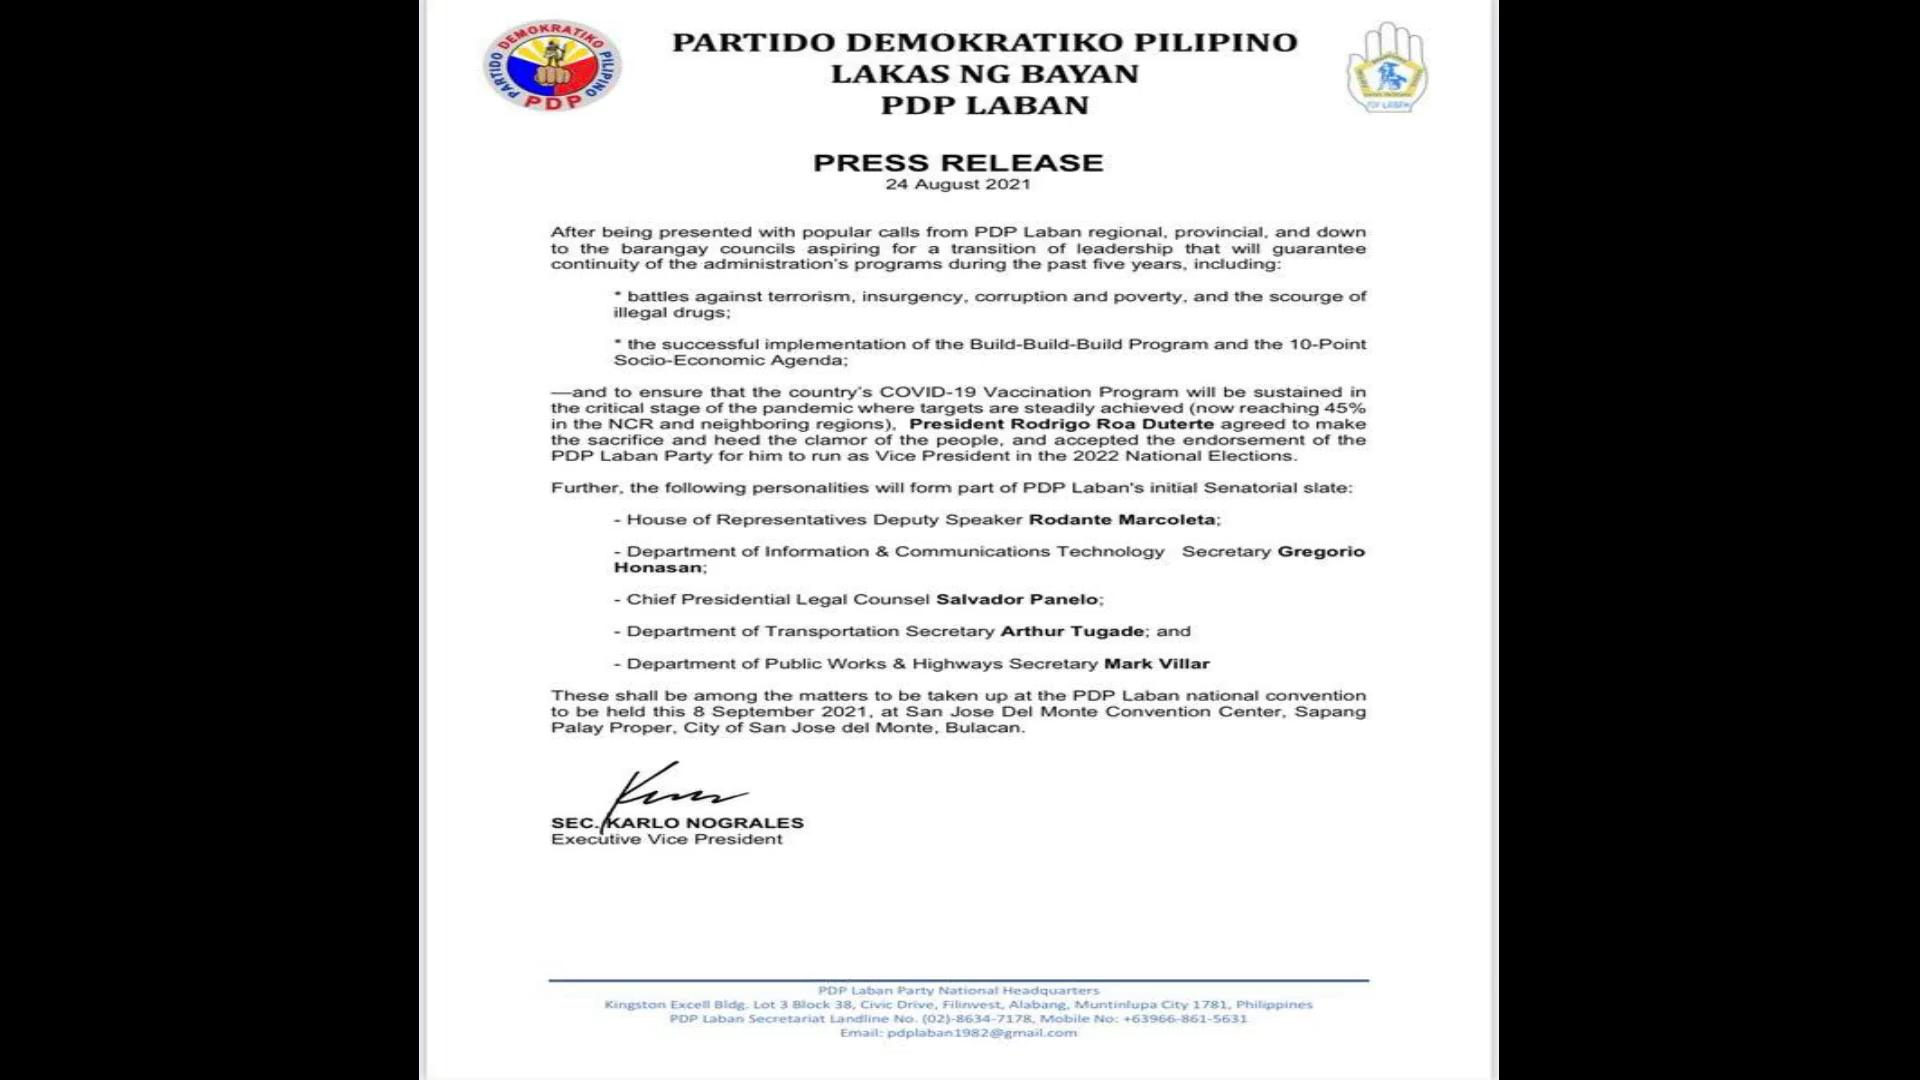 PARTIDO DEMOKRATIKO PILIPINO
PDP
PARTIDO DEMOKRATIKO PILIPINO
LAKAS NG BAYAN
PDP LABAN
PDP LABAN
PRESS RELEASE
24 August 2021
After being presented with popular calls from PDP Laban regional, provincial, and down
to the barangay councils aspiring for a transition of leadership that will guarantee
continuity of the administration's programs during the past five years, including:
* battles against terrorism, insurgency, corruption and poverty, and the scourge of
illegal drugs;
* the successful implementation of the Build-Build-Build Program and the 10-Point
Socio-Economic Agenda;
—and to ensure that the country's COVID-19 Vaccination Program will be sustained in
the critical stage of the pandemic where targets are steadily achieved (now reaching 45%
in the NCR and neighboring regions), President Rodrigo Roa Duterte agreed to make
the sacrifice and heed the clamor of the people, and accepted the endorsement of the
PDP Laban Party for him to run as Vice President in the 2022 National Elections.
Further, the following personalities will form part of PDP Laban's initial Senatorial slate:
- House of Representatives Deputy Speaker Rodante Marcoleta;
- Department of Information & Communications Technology Secretary Gregorio
Honasan;
- Chief Presidential Legal Counsel Salvador Panelo;
- Department of Transportation Secretary Arthur Tugade; and
- Department of Public Works & Highways Secretary Mark Villar
These shall be among the matters to be taken up at the PDP Laban national convention
to be held this 8 September 2021, at San Jose Del Monte Convention Center, Sapang
Palay Proper, City of San Jose del Monte, Bulacan.
SEC. KARLO NOGRALES
Executive Vice President
PDP Laban Party National Headquarters
Kingston Excell Bldg. Lot 3 Block 38, Civic Drive, Filinvest, Alabang, Muntinlupa City 1781, Philippines
PDP Laban Secretariat Landline No. (02)-8634-7178, Mobile No: +63966-861-5631
Email: pdplaban1982@gmail.com